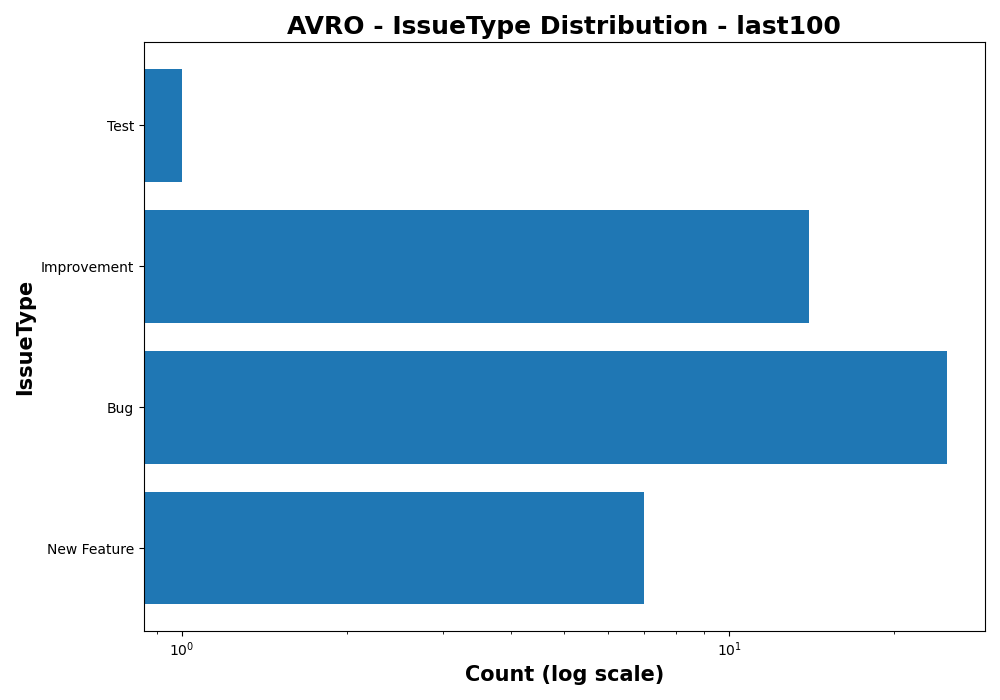 AVRO - IssueType Distribution - last100
IssueType
Test
Improvement
Bug
New Feature
10⁰
10¹
Count (log scale)